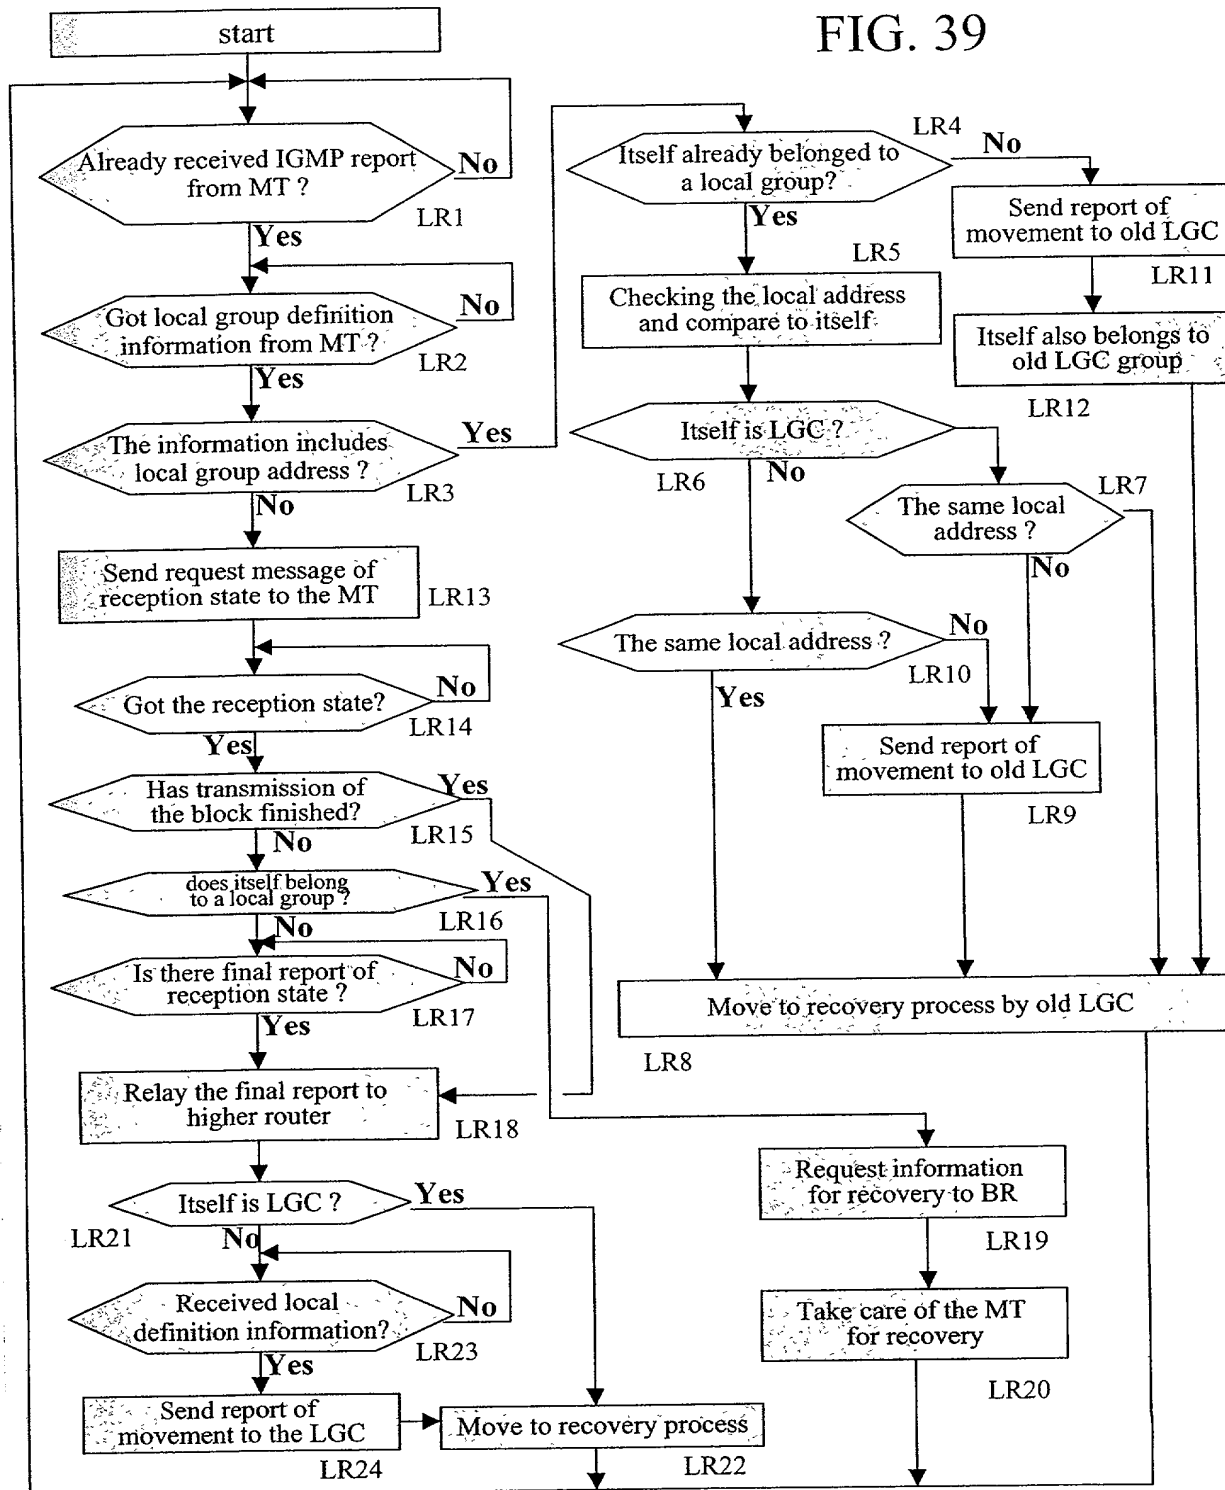 FIG. 39
start
Already received IGMP report
from MT ?
No
LR1
Yes
Got local group definition
information from MT ?
No
LR2
Yes
The information includes
local group address ?
Yes
LR3
No
Send request message of
reception state to the MT
LR13
Got the reception state?
No
LR14
Yes
Has transmission of
the block finished?
Yes
LR15
No
does itself belong
to a local group ?
Yes
LR16
No
Is there final report of
reception state ?
No
LR17
Yes
Relay the final report to
higher router
LR18
Itself is LGC ?
Yes
LR21
No
Received local
definition information?
No
LR23
Yes
Send report of
movement to the LGC
LR24
Move to recovery process
LR22
Itself already belonged to
a local group?
LR4
No
Yes
Send report of
movement to old LGC
LR11
Itself also belongs to
old LGC group
LR12
LR5
Checking the local address
and compare to itself
Itself is LGC ?
LR6
No
The same local
address ?
LR7
No
The same local address ?
No
LR10
Yes
Send report of
movement to old LGC
LR9
Move to recovery process by old LGC
LR8
Request information
for recovery to BR
LR19
Take care of the MT
for recovery
LR20